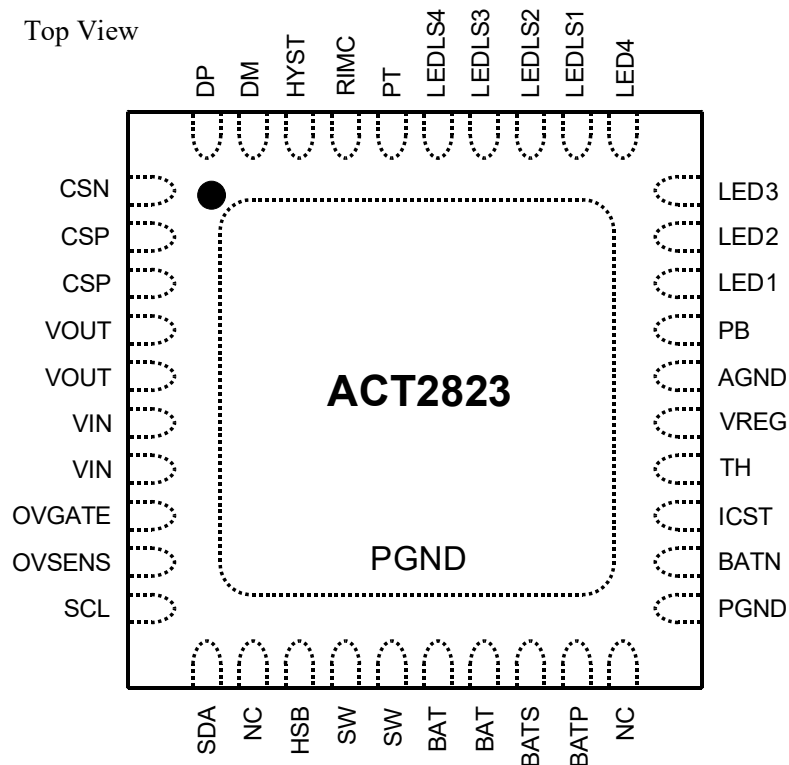 Top View
DP
DM
HYST
RIMC
PT
LEDLS4
LEDLS3
LEDLS2
LEDLS1
LED4
CSN
CSP
CSP
VOUT
VOUT
VIN
VIN
OVGATE
OVSENS
SCL
LED3
LED2
LED1
PB
AGND
VREG
TH
ICST
BATN
PGND
ACT2823
PGND
SDA
NC
HSB
SW
SW
BAT
BAT
BATS
BATP
NC